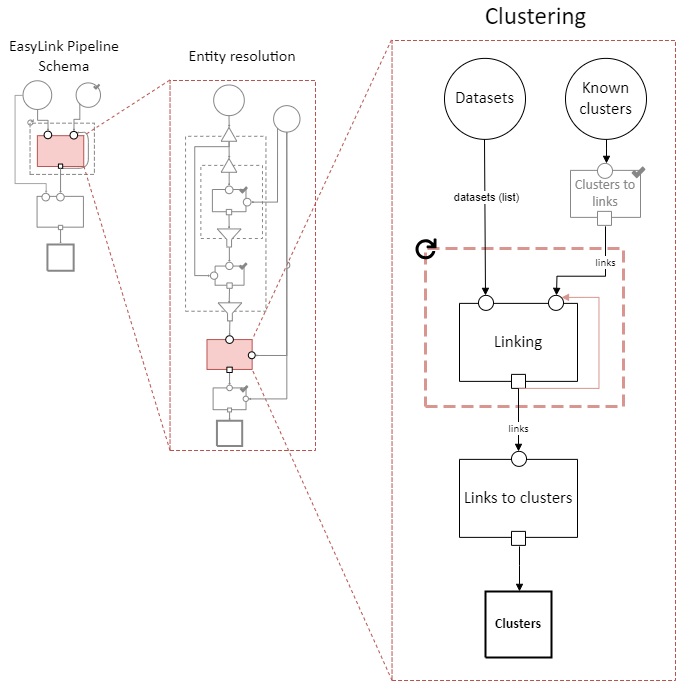 Clustering
EasyLink Pipeline
Schema
Entity resolution
Datasets
Known
clusters
datasets (list)
Clusters to
links
links
Linking
links
Links to clusters
Clusters